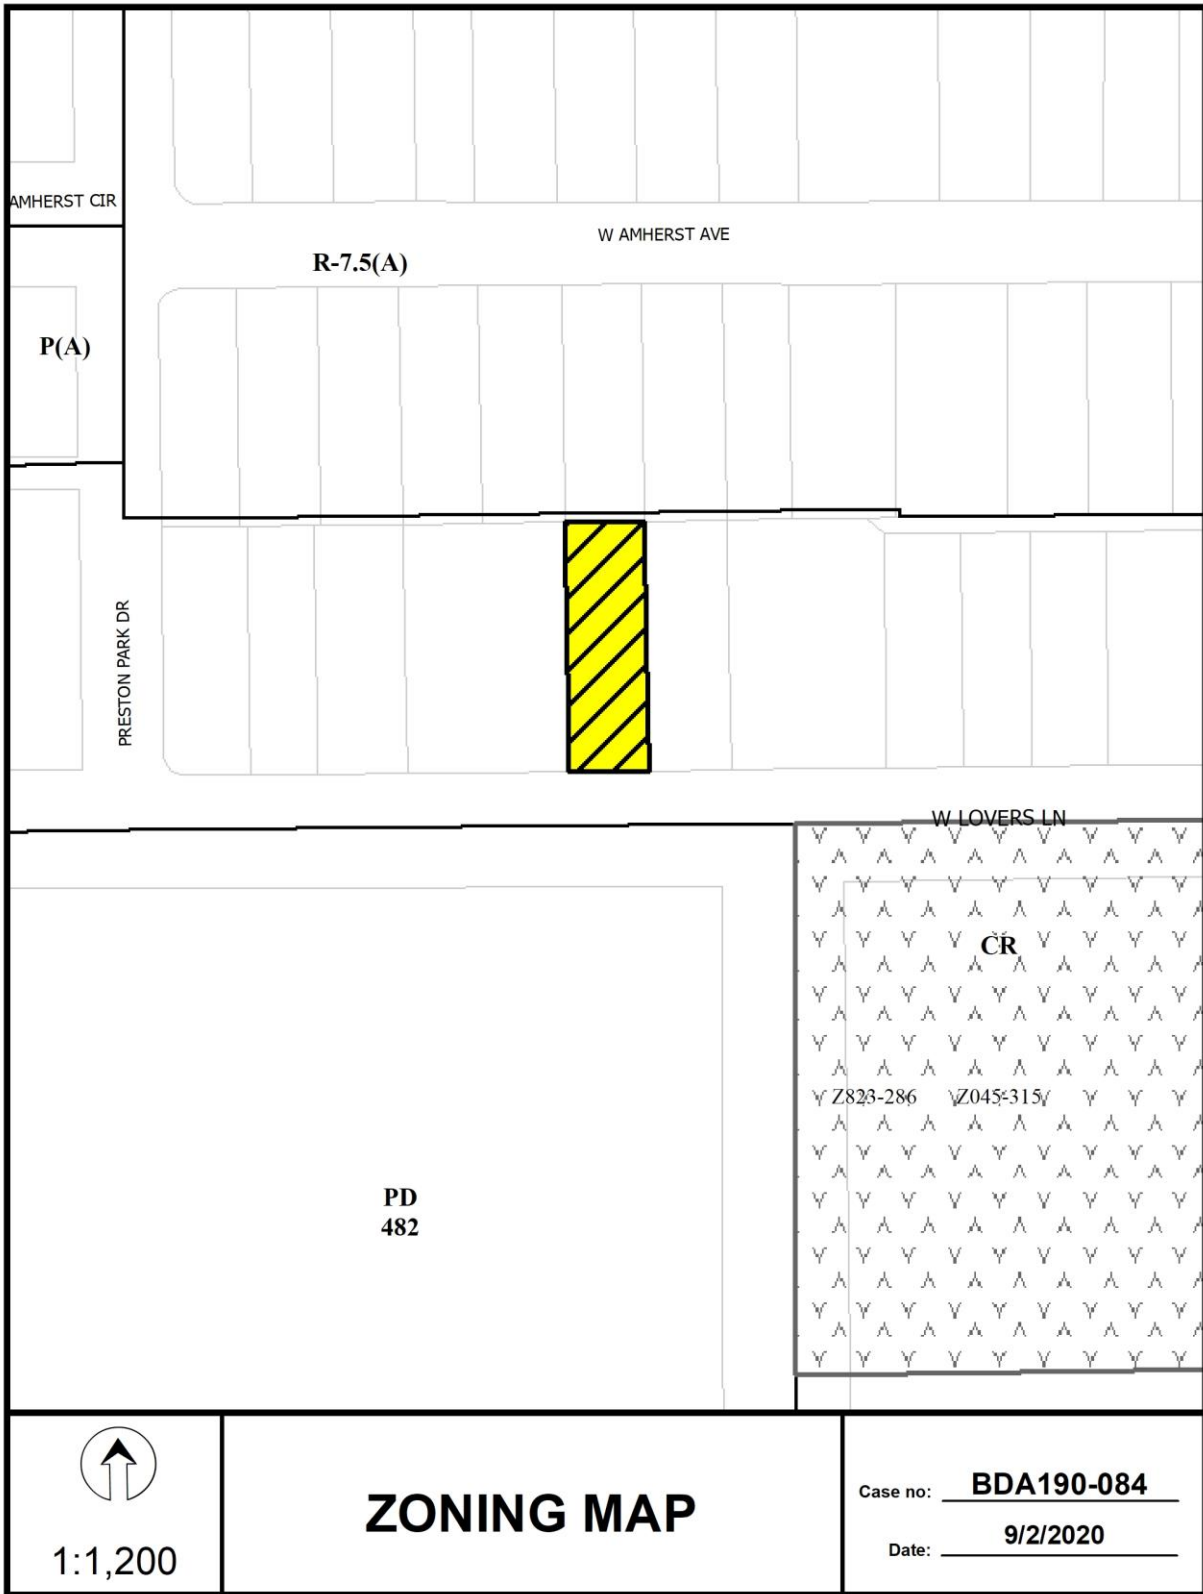 AMHERST CIR
W AMHERST AVE
R-7.5(A)
P(A)
PRESTON PARK DR
W LOVERS LN
CR
Z823-286
Z045-315
PD
482
1:1,200
ZONING MAP
Case no: BDA190-084
Date: 9/2/2020